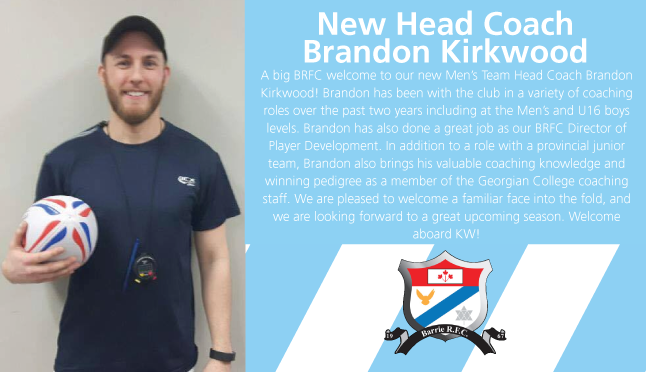 New Head Coach
Brandon Kirkwood
A big BRFC welcome to our new Men's Team Head Coach Brandon
Kirkwood! Brandon has been with the club in a variety of coaching
roles over the past two years including at the Men's and U16 boys
levels. Brandon has also done a great job as our BRFC Director of
Player Development. In addition to a role with a provincial junior
team, Brandon also brings his valuable coaching knowledge and
winning pedigree as a member of the Georgian College coaching
staff. We are pleased to welcome a familiar face into the fold, and
we are looking forward to a great upcoming season. Welcome
aboard KW!
19 Barrie R.F.C. 67